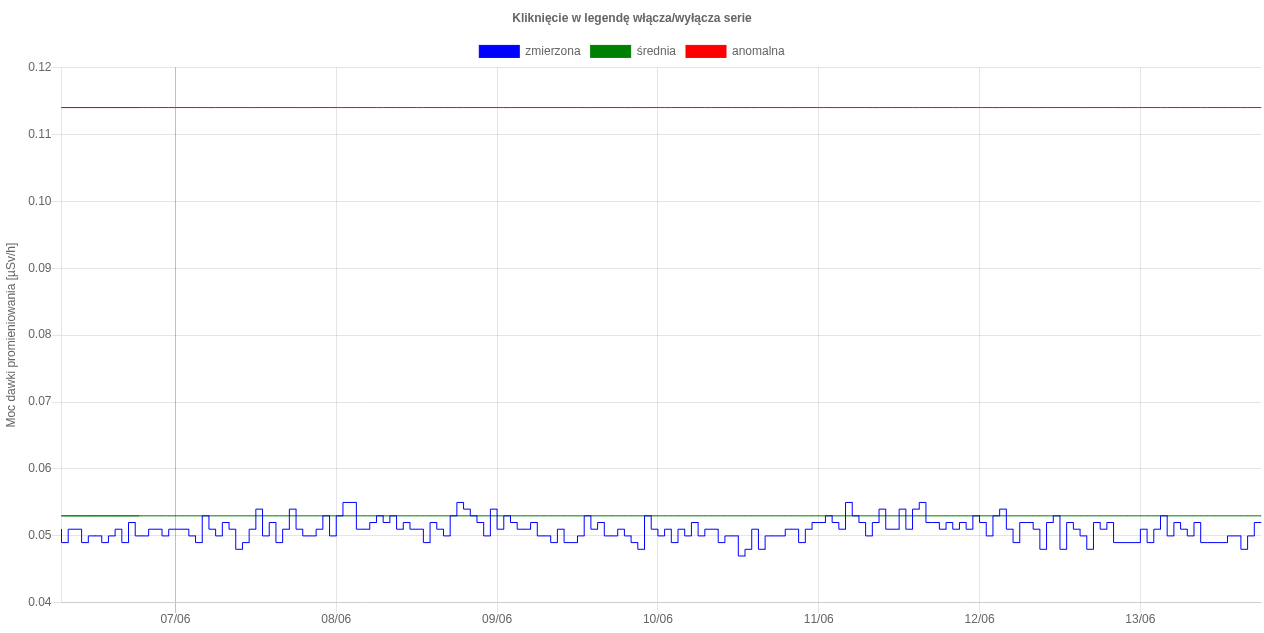 Kliknięcie w legendę włącza/wyłącza serie
zmierzona średnia anomalna
Moc dawki promieniowania [µSv/h]
0.12
0.11
0.10
0.09
0.08
0.07
0.06
0.05
0.04
07/06 08/06 09/06 10/06 11/06 12/06 13/06